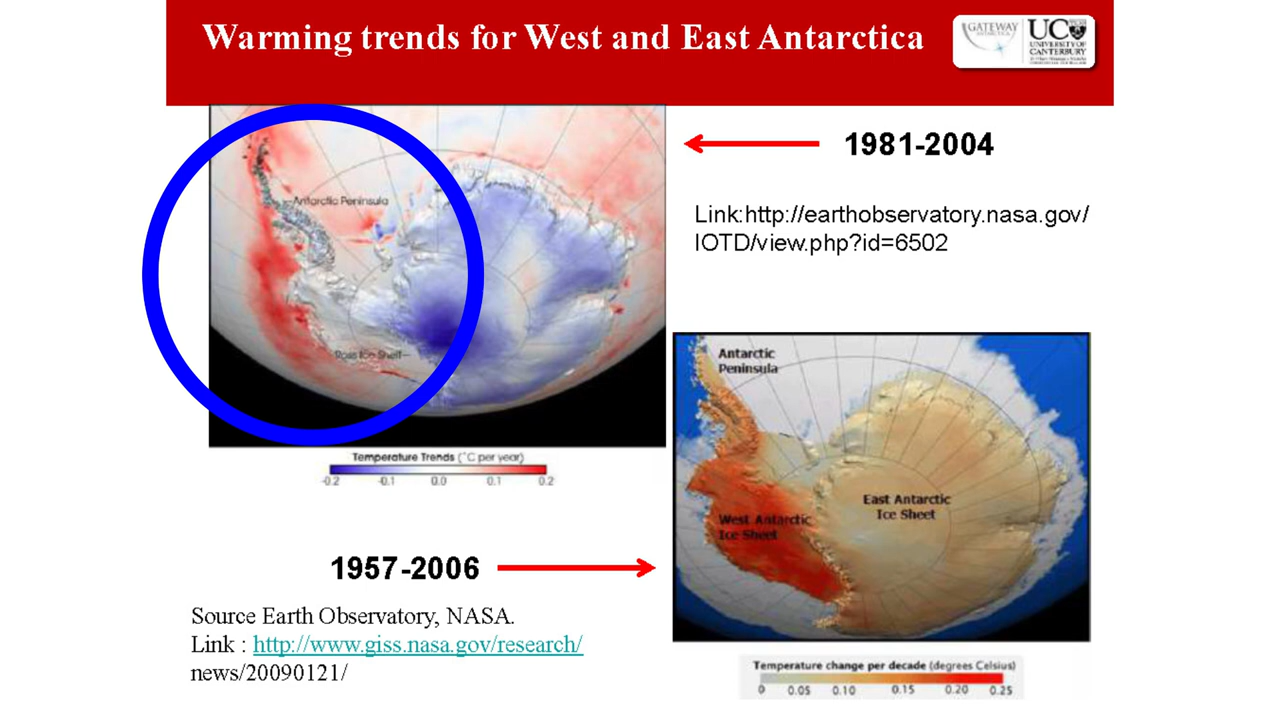 Warming trends for West and East Antarctica
GATEWAY
ANTARCTICA
UC
UNIVERSITY OF
CANTERBURY
1981-2004
Link:http://earthobservatory.nasa.gov/
IOTD/view.php?id=6502
Antarctic Peninsula
Ross Ice Shelf
Temperature Trends (°C per year)
-0.2 -0.1 0.0 0.1 0.2
Antarctic
Peninsula
East Antarctic
Ice Sheet
West Antarctic
Ice Sheet
1957-2006
Source Earth Observatory, NASA.
Link : http://www.giss.nasa.gov/research/
news/20090121/
Temperature change per decade (degrees Celsius)
0 0.05 0.10 0.15 0.20 0.25